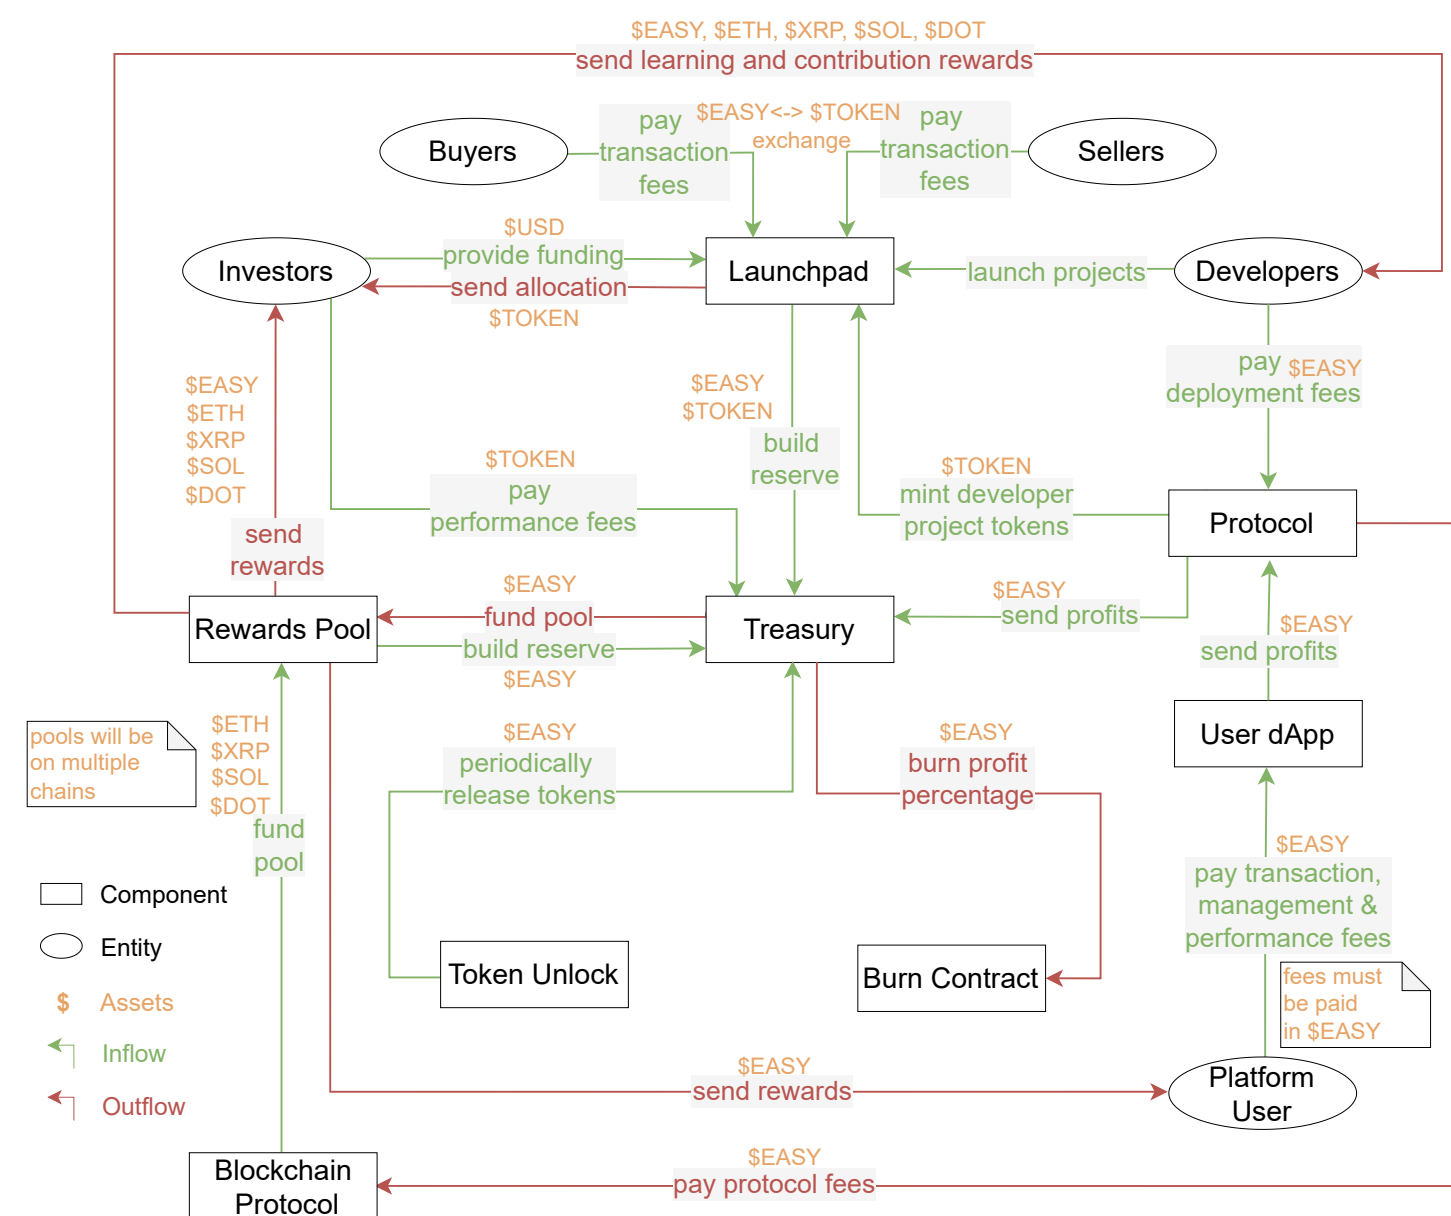 $EASY, $ETH, $XRP, $SOL, $DOT
send learning and contribution rewards
Buyers
pay
transaction
fees
$EASY<-> $TOKEN
exchange
pay
transaction
fees
Sellers
Investors
$USD
provide funding
send allocation
$TOKEN
Launchpad
launch projects
Developers
$EASY
$ETH
$XRP
$SOL
$DOT
send
rewards
$EASY
$TOKEN
build
reserve
pay $EASY
deployment fees
$TOKEN
pay
performance fees
$TOKEN
mint developer
project tokens
Protocol
Rewards Pool
$EASY
fund pool
build reserve
$EASY
Treasury
$EASY
send profits
$EASY
send profits
User dApp
pools will be
on multiple
chains
$ETH
$XRP
$SOL
$DOT
fund
pool
$EASY
periodically
release tokens
$EASY
burn profit
percentage
$EASY
pay transaction,
management &
performance fees
Component
Entity
$ Assets
Inflow
Outflow
Token Unlock
Burn Contract
fees must
be paid
in $EASY
$EASY
send rewards
Platform
User
Blockchain
Protocol
$EASY
pay protocol fees